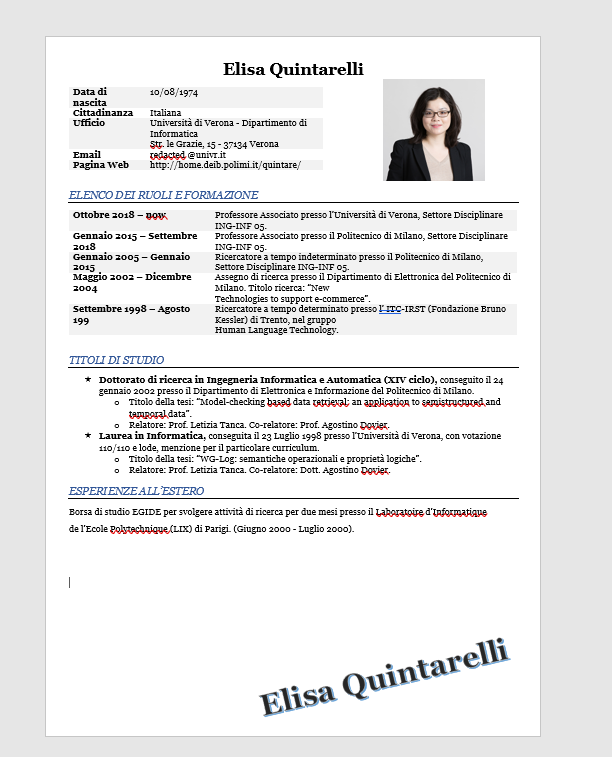 Elisa Quintarelli
Data di
nascita
10/08/1974
Cittadinanza Italiana
Ufficio Università di Verona - Dipartimento di
Informatica
Str. le Grazie, 15 - 37134 Verona
Email redacted @univr.it
Pagina Web http://home.deib.polimi.it/quintare/
ELENCO DEI RUOLI E FORMAZIONE
Ottobre 2018 – now Professore Associato presso l'Università di Verona, Settore Disciplinare
ING-INF 05.
Gennaio 2015 – Settembre
2018
Professore Associato presso il Politecnico di Milano, Settore Disciplinare
ING-INF 05.
Gennaio 2005 – Gennaio
2015
Ricercatore a tempo indeterminato presso il Politecnico di Milano,
Settore Disciplinare ING-INF 05.
Maggio 2002 – Dicembre
2004
Assegno di ricerca presso il Dipartimento di Elettronica del Politecnico di
Milano. Titolo ricerca: "New
Technologies to support e-commerce".
Settembre 1998 – Agosto
199
Ricercatore a tempo determinato presso l' ITC-IRST (Fondazione Bruno
Kessler) di Trento, nel gruppo
Human Language Technology.
TITOLI DI STUDIO
Dottorato di ricerca in Ingegneria Informatica e Automatica (XIV ciclo), conseguito il 24
gennaio 2002 presso il Dipartimento di Elettronica e Informazione del Politecnico di Milano.
o Titolo della tesi: "Model-checking based data retrieval: an application to semistructured and
temporal data".
o Relatore: Prof. Letizia Tanca. Co-relatore: Prof. Agostino Dovier.
Laurea in Informatica, conseguita il 23 Luglio 1998 presso l'Università di Verona, con votazione
110/110 e lode, menzione per il particolare curriculum.
o Titolo della tesi: "WG-Log: semantiche operazionali e proprietà logiche".
o Relatore: Prof. Letizia Tanca. Co-relatore: Dott. Agostino Dovier.
ESPERIENZE ALL'ESTERO
Borsa di studio EGIDE per svolgere attività di ricerca per due mesi presso il Laboratoire d'Informatique
de l'Ecole Polytechnique (LIX) di Parigi. (Giugno 2000 - Luglio 2000).
Elisa Quintarelli